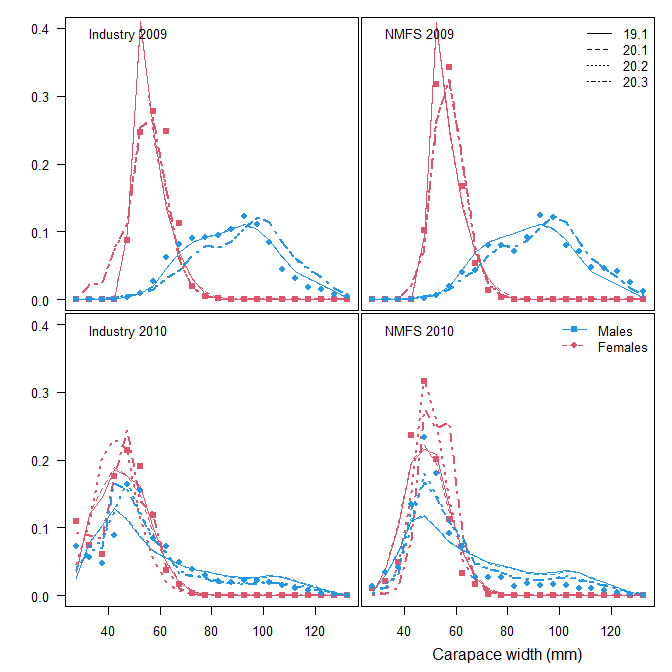 Industry 2009
NMFS 2009
19.1
20.1
20.2
20.3
0.4
0.3
0.2
0.1
0.0
Industry 2010
NMFS 2010
Males
Females
0.4
0.3
0.2
0.1
0.0
40 60 80 100 120
40 60 80 100 120
Carapace width (mm)